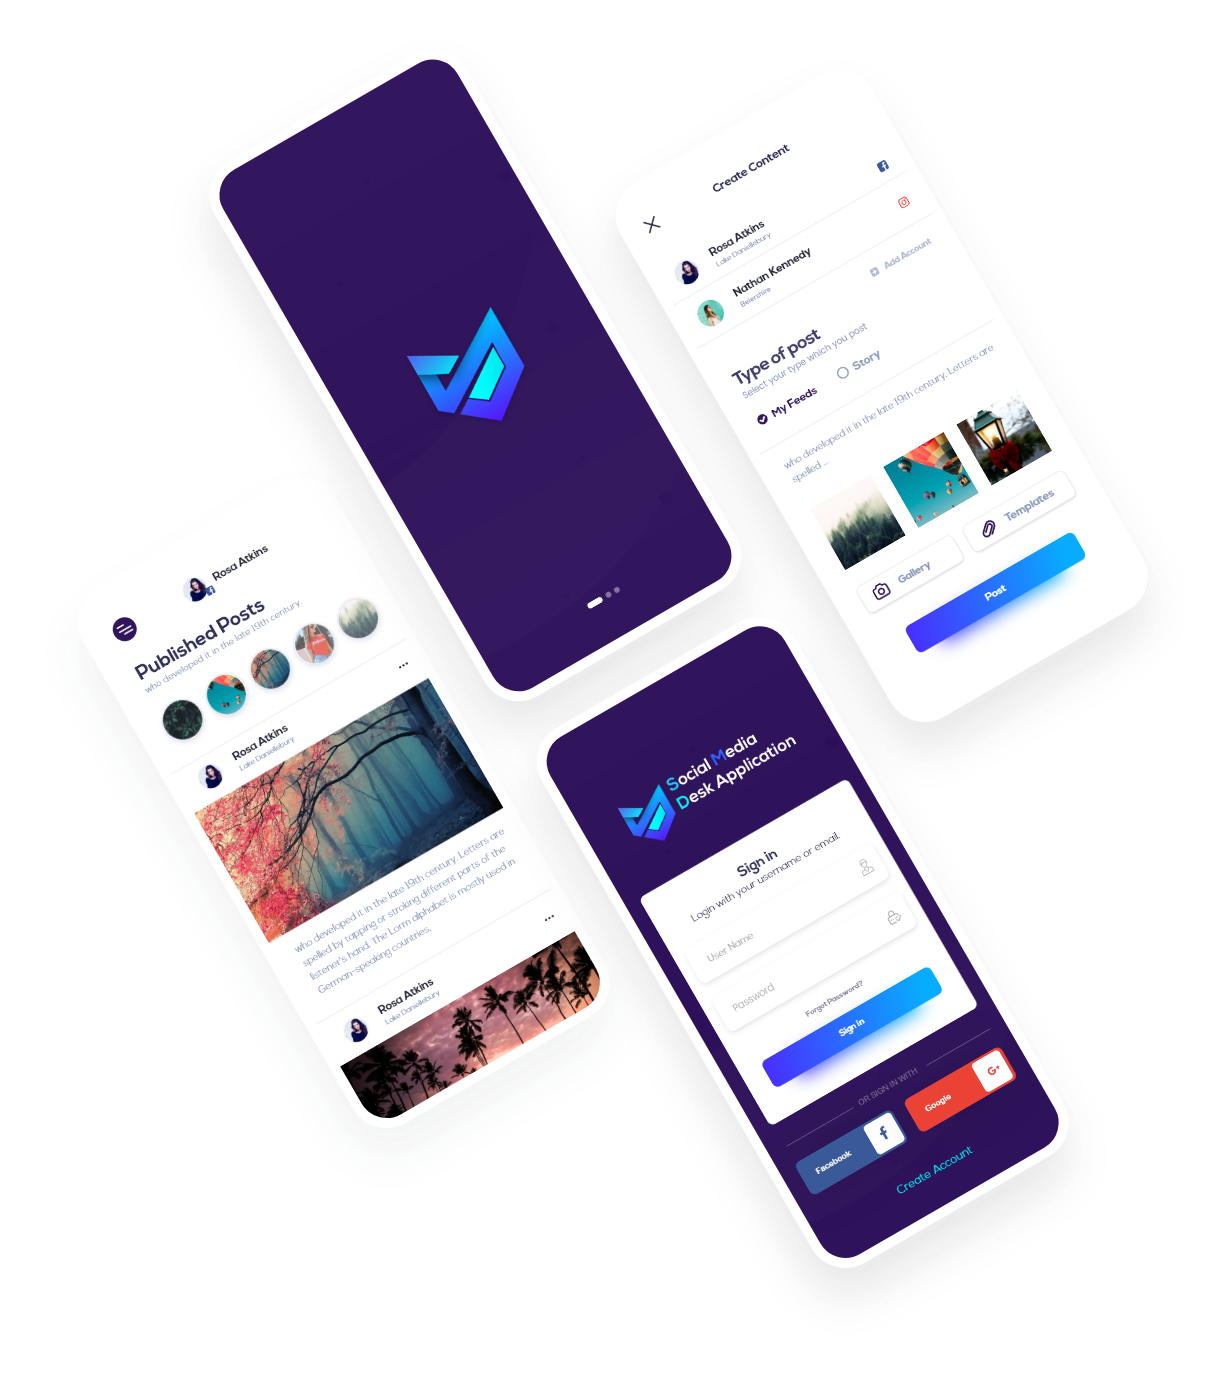 Create Content
Rosa Atkins
Lake Daniellebury
Nathan Kennedy
Beiershire
Add Account
Type of post
Select your type which you post
My Feeds
Story
who developed it in the late 19th century. Letters are
spelled ...
Gallery
Templates
Post
Rosa Atkins
Published Posts
who developed it in the late 19th century.
Rosa Atkins
Lake Daniellebury
who developed it in the late 19th century. Letters are
spelled by tapping or stroking different parts of the
listener's hand. The Lorm alphabet is mostly used in
German-speaking countries.
Rosa Atkins
Lake Daniellebury
Social Media
Desk Application
Sign in
Login with your username or email.
User Name
Password
Forgot Password?
Sign in
OR SIGN IN WITH
Facebook
Google
G+
Create Account